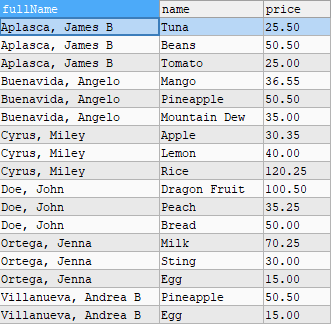 fullName name price
Aplasca, James B Tuna 25.50
Aplasca, James B Beans 50.50
Aplasca, James B Tomato 25.00
Buenavida, Angelo Mango 36.55
Buenavida, Angelo Pineapple 50.50
Buenavida, Angelo Mountain Dew 35.00
Cyrus, Miley Apple 30.35
Cyrus, Miley Lemon 40.00
Cyrus, Miley Rice 120.25
Doe, John Dragon Fruit 100.50
Doe, John Peach 35.25
Doe, John Bread 50.00
Ortega, Jenna Milk 70.25
Ortega, Jenna Sting 30.00
Ortega, Jenna Egg 15.00
Villanueva, Andrea B Pineapple 50.50
Villanueva, Andrea B Egg 15.00